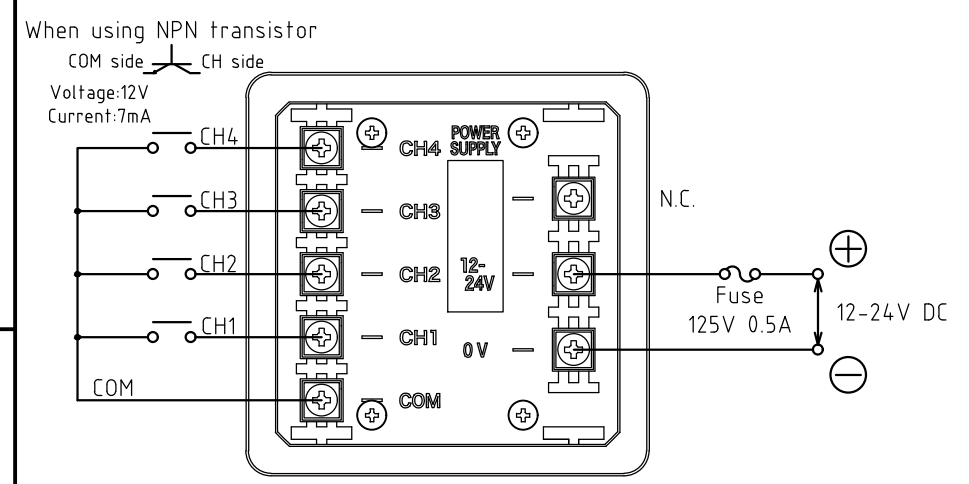 When using NPN transistor
COM side CH side
Voltage:12V
Current:7mA
CH4
CH3
CH2
CH1
COM
POWER
SUPPLY
CH4
CH3
CH2
CH1
COM
12-
24V
0V
N.C.
Fuse
125V 0.5A
+
12-24V DC
−